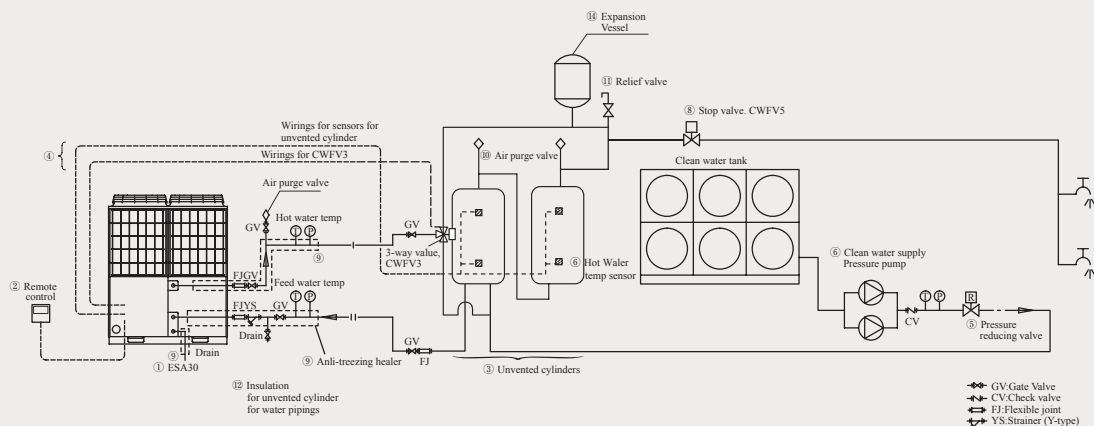 ⑭ Expansion
Vessel
⑪ Relief valve
⑧ Stop valve. CWFV5
Wirings for sensors for
unvented cylinder
④
Wirings for CWFV3
⑩ Air purge valve
Clean water tank
Air purge valve
GV
Hot water temp
T P
GV
⑨
3-way value,
CWFV3
⑥ Hot Waler
temp sensor
⑥ Clean water supply
Pressure pump
② Remote
control
FJGV
Feed water temp
FJYS GV
T P
T P
R
CV
⑤ Pressure
reducing valve
Drain
⑨
Drain
① ESA30
⑨ Anli-treezing healer
GV
FJ
③ Unvented cylinders
⑫ Insulation
for unvented cylinder
for water pipings
GV:Gate Valve
CV:Check valve
FJ:Flexible joint
YS:Strainer (Y-type)